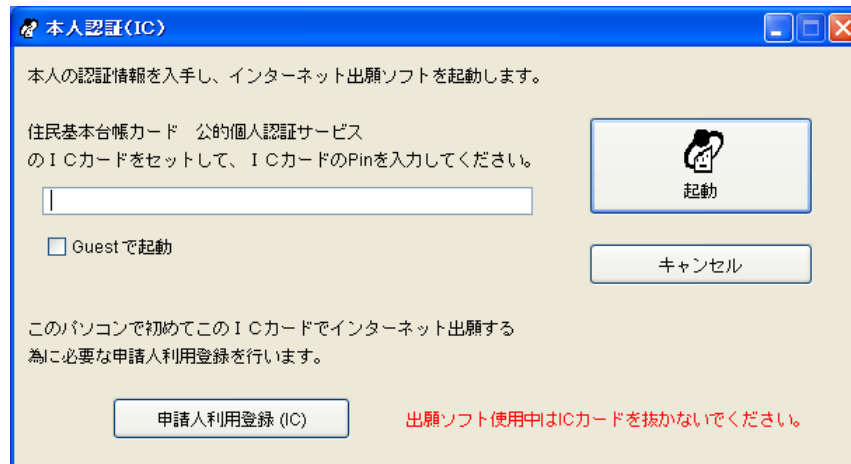 本人認証(IC)
本人の認証情報を入手し、インターネット出願ソフトを起動します。
住民基本台帳カード　公的個人認証サービス
のＩＣカードをセットして、ＩＣカードのPinを入力してください。
起動
Guestで起動
キャンセル
このパソコンで初めてこのＩＣカードでインターネット出願する
為に必要な申請人利用登録を行います。
申請人利用登録 (IC)
出願ソフト使用中はICカードを抜かないでください。